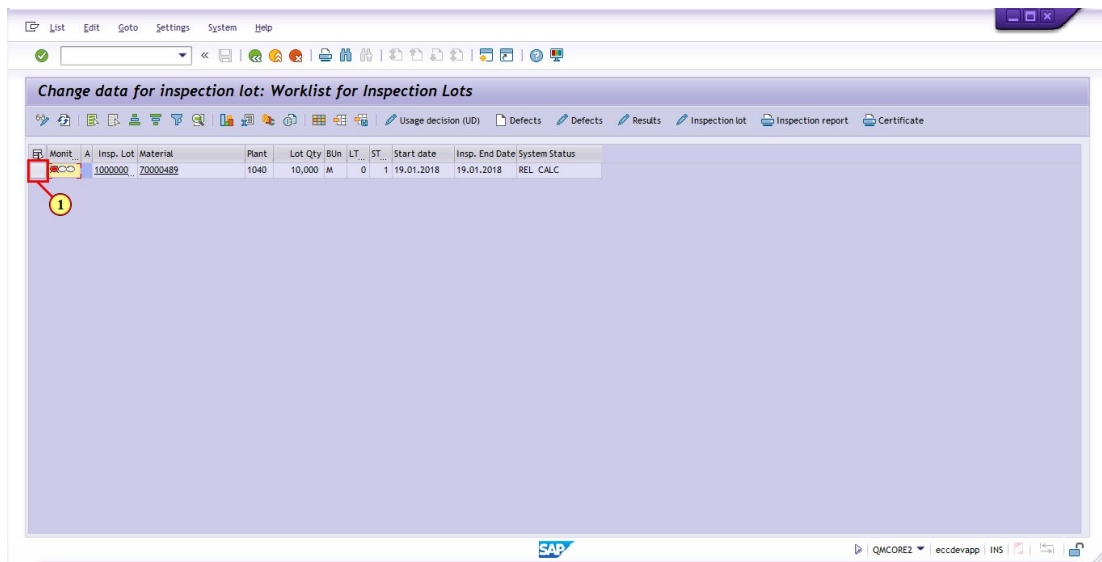 List Edit Goto Settings System Help
Change data for inspection lot: Worklist for Inspection Lots
Usage decision (UD) Defects Defects Results Inspection lot Inspection report Certificate
Monit.. A Insp. Lot Material Plant Lot Qty BUn LT.. ST.. Start date Insp. End Date System Status
1000000.. 70000489 1040 10,000 M 0 1 19.01.2018 19.01.2018 REL CALC
1
SAP QMCORE2 eccdevapp INS